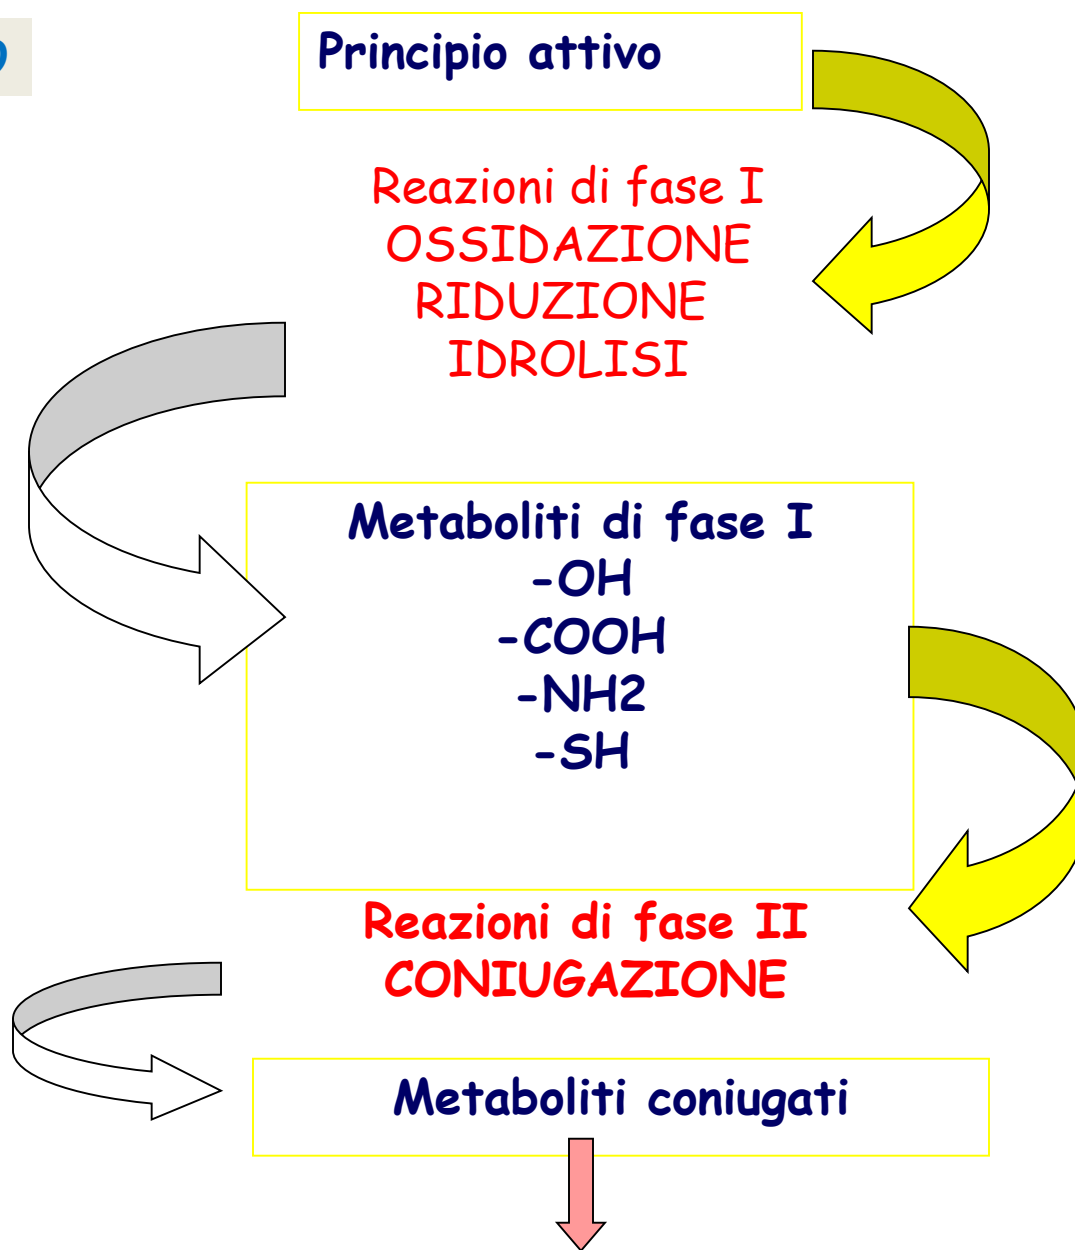 Principio attivo
Reazioni di fase I
OSSIDAZIONE
RIDUZIONE
IDROLISI
Metaboliti di fase I
-OH
-COOH
-NH2
-SH
Reazioni di fase II
CONIUGAZIONE
Metaboliti coniugati